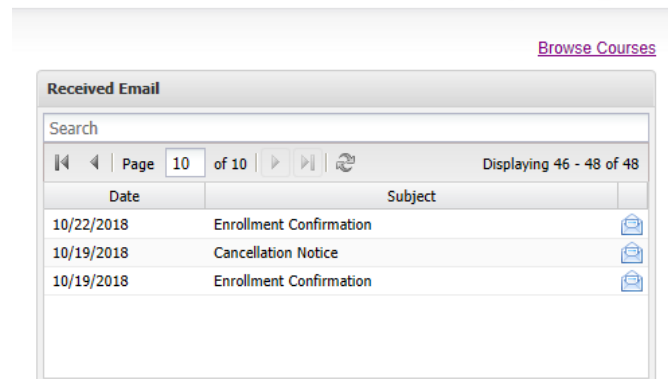 Browse Courses
Received Email
Search
Page 10 of 10 Displaying 46 - 48 of 48
Date Subject
10/22/2018 Enrollment Confirmation
10/19/2018 Cancellation Notice
10/19/2018 Enrollment Confirmation